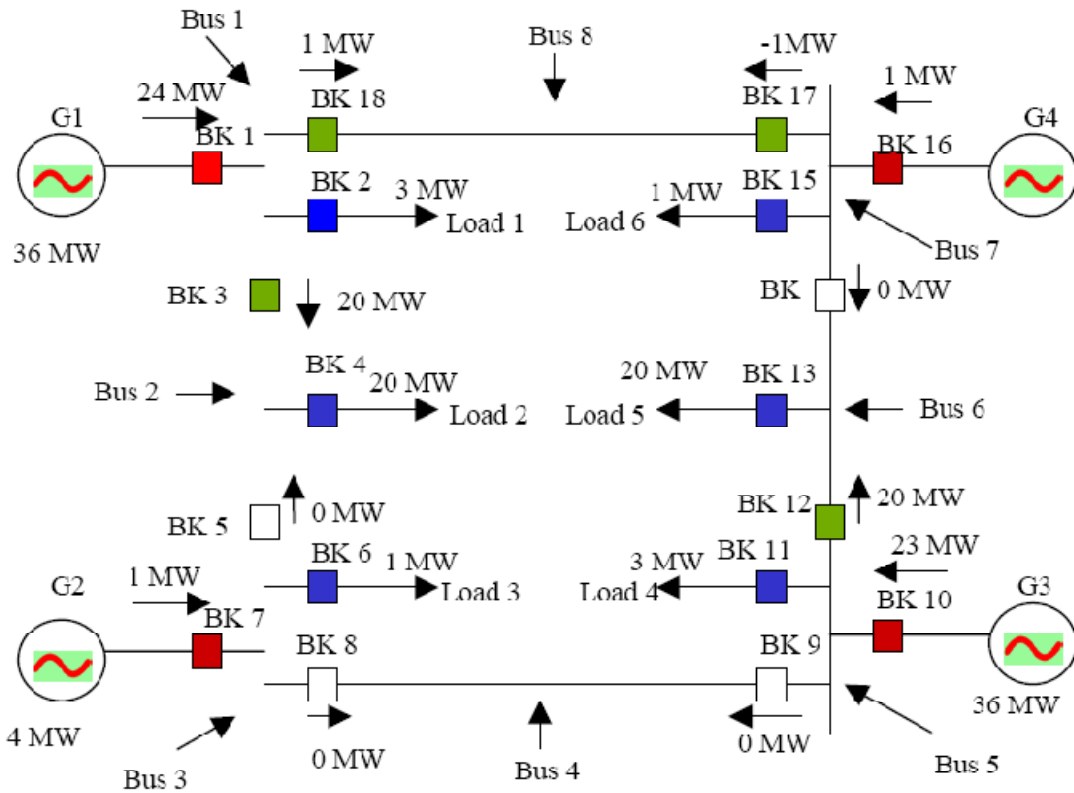 Bus 1
1 MW
Bus 8
-1MW
24 MW
BK 18
BK 17
1 MW
G1
BK 1
BK 16
G4
BK 2
3 MW
Load 1
Load 6
1 MW
BK 15
36 MW
Bus 7
BK 3
20 MW
BK
0 MW
Bus 2
BK 4
20 MW
Load 2
Load 5
20 MW
BK 13
Bus 6
BK 5
0 MW
BK 12
20 MW
BK 6
1 MW
Load 3
Load 4
3 MW
BK 11
23 MW
G2
1 MW
BK 7
BK 10
G3
BK 8
BK 9
4 MW
36 MW
Bus 3
0 MW
Bus 4
0 MW
Bus 5